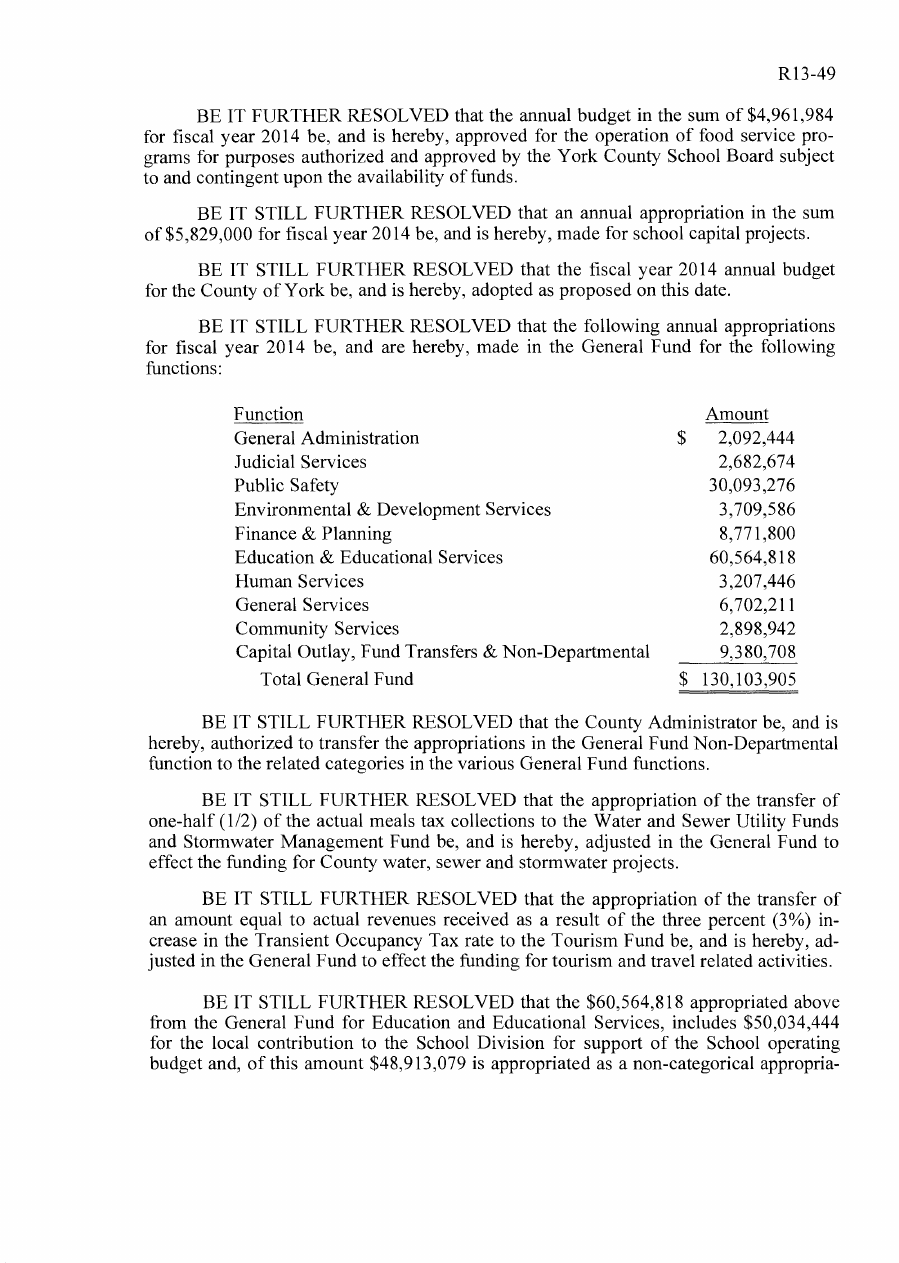 R13-49
BE IT FURTHER RESOLVED that the annual budget in the sum of $4,961,984
for fiscal year 2014 be, and is hereby, approved for the operation of food service pro-
grams for purposes authorized and approved by the York County School Board subject
to and contingent upon the availability of funds.
BE IT STILL FURTHER RESOLVED that an annual appropriation in the sum
of $5,829,000 for fiscal year 2014 be, and is hereby, made for school capital projects.
BE IT STILL FURTHER RESOLVED that the fiscal year 2014 annual budget
for the County of York be, and is hereby, adopted as proposed on this date.
BE IT STILL FURTHER RESOLVED that the following annual appropriations
for fiscal year 2014 be, and are hereby, made in the General Fund for the following
functions:
Function Amount
General Administration $ 2,092,444
Judicial Services 2,682,674
Public Safety 30,093,276
Environmental & Development Services 3,709,586
Finance & Planning 8,771,800
Education & Educational Services 60,564,818
Human Services 3,207,446
General Services 6,702,211
Community Services 2,898,942
Capital Outlay, Fund Transfers & Non-Departmental 9,380,708
Total General Fund $ 130,103,905
BE IT STILL FURTHER RESOLVED that the County Administrator be, and is
hereby, authorized to transfer the appropriations in the General Fund Non-Departmental
function to the related categories in the various General Fund functions.
BE IT STILL FURTHER RESOLVED that the appropriation of the transfer of
one-half (1/2) of the actual meals tax collections to the Water and Sewer Utility Funds
and Stormwater Management Fund be, and is hereby, adjusted in the General Fund to
effect the funding for County water, sewer and stormwater projects.
BE IT STILL FURTHER RESOLVED that the appropriation of the transfer of
an amount equal to actual revenues received as a result of the three percent (3%) in-
crease in the Transient Occupancy Tax rate to the Tourism Fund be, and is hereby, ad-
justed in the General Fund to effect the funding for tourism and travel related activities.
BE IT STILL FURTHER RESOLVED that the $60,564,818 appropriated above
from the General Fund for Education and Educational Services, includes $50,034,444
for the local contribution to the School Division for support of the School operating
budget and, of this amount $48,913,079 is appropriated as a non-categorical appropria-